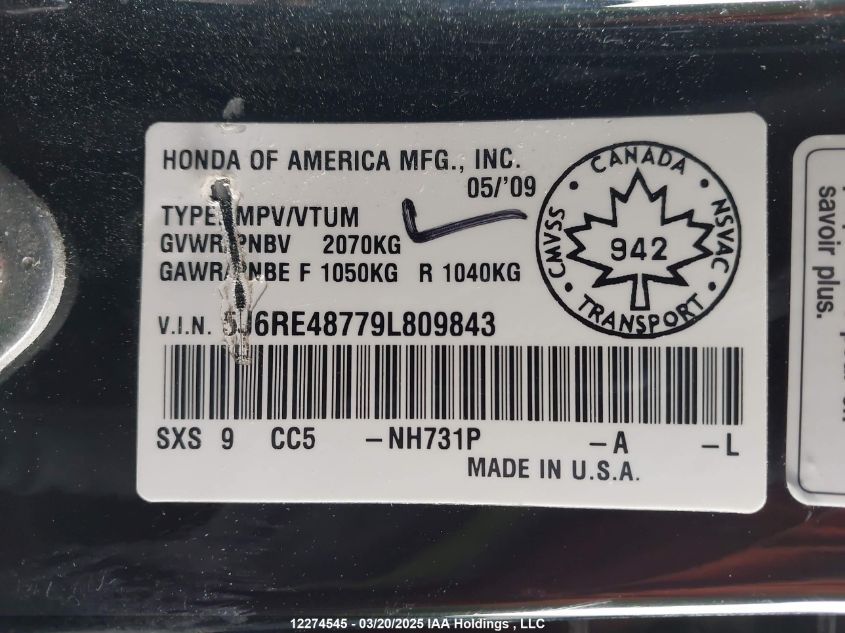 HONDA OF AMERICA MFG., INC.
05/'09
TYPE: MPV/VTUM
GVWR/PNBV 2070KG
GAWR/PNBE F 1050KG R 1040KG
V.I.N. 5J6RE48779L809843
SXS 9 CC5 -NH731P -A -L
MADE IN U.S.A.
CANADA
CMVSS 942 NSVAC
TRANSPORT
savoir plus.
12274545 - 03/20/2025 IAA Holdings , LLC